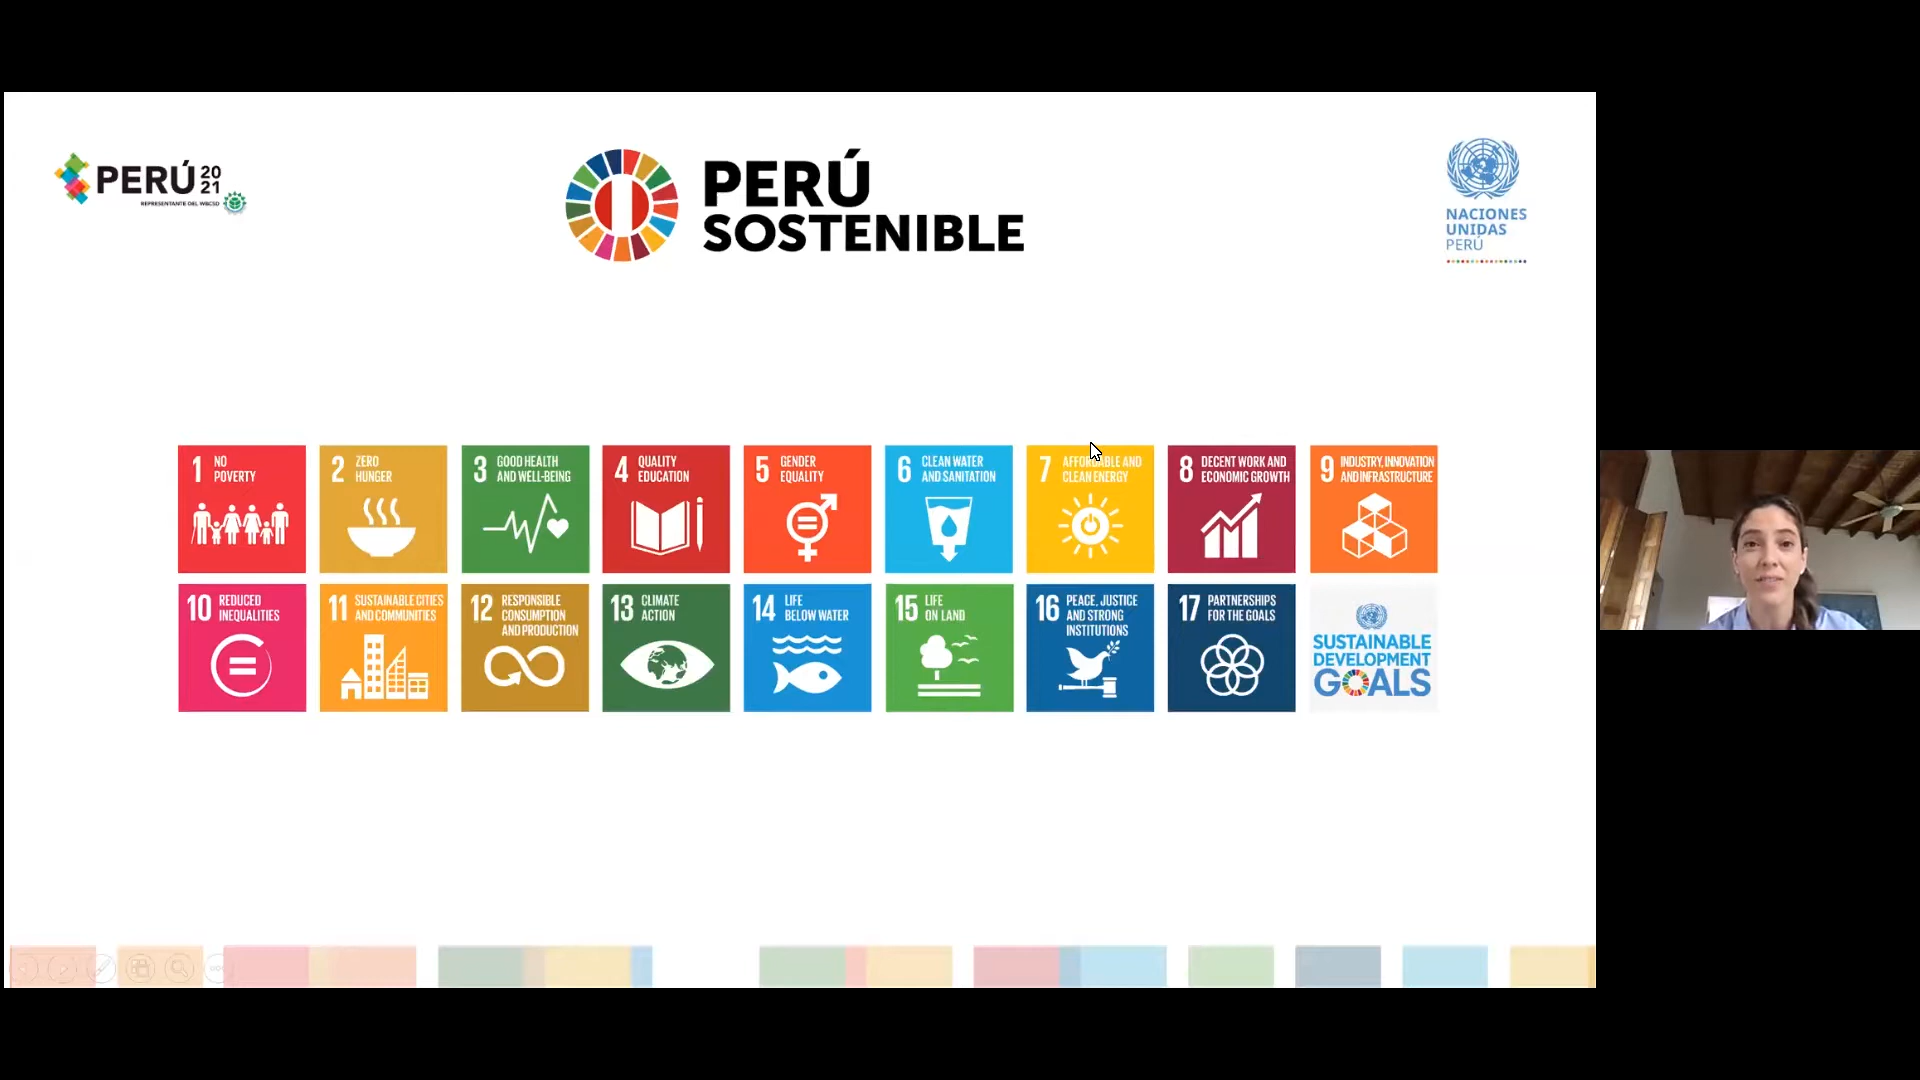 PERÚ 20
21
REPRESENTANTE DEL WBCSD
PERÚ
SOSTENIBLE
NACIONES
UNIDAS
PERÚ
1 NO
POVERTY
2 ZERO
HUNGER
3 GOOD HEALTH
AND WELL-BEING
4 QUALITY
EDUCATION
5 GENDER
EQUALITY
6 CLEAN WATER
AND SANITATION
7 AFFORDABLE AND
CLEAN ENERGY
8 DECENT WORK AND
ECONOMIC GROWTH
9 INDUSTRY, INNOVATION
AND INFRASTRUCTURE
10 REDUCED
INEQUALITIES
11 SUSTAINABLE CITIES
AND COMMUNITIES
12 RESPONSIBLE
CONSUMPTION
AND PRODUCTION
13 CLIMATE
ACTION
14 LIFE
BELOW WATER
15 LIFE
ON LAND
16 PEACE, JUSTICE
AND STRONG
INSTITUTIONS
17 PARTNERSHIPS
FOR THE GOALS
SUSTAINABLE
DEVELOPMENT
GOALS